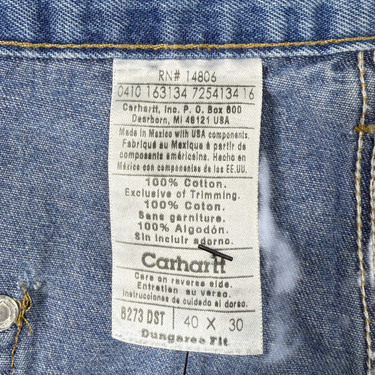 RN# 14806
0410 163134 7254134 16
Carhartt, Inc. P.O. Box 600
Dearborn, MI 48121 USA
Made in Mexico with USA components.
Fabriqué au Mexique à partir de
composants américains. Hecho en
México con componentes de los EE.UU.
100% Cotton.
Exclusive of Trimming.
100% Coton.
Sans garniture.
100% Algodón.
Sin incluir adorno.
Carhartt
Care on reverse side.
Entretien au verso.
Instrucciones de cuidado al dorso.
B273 DST 40 X 30
Dungaree Fit